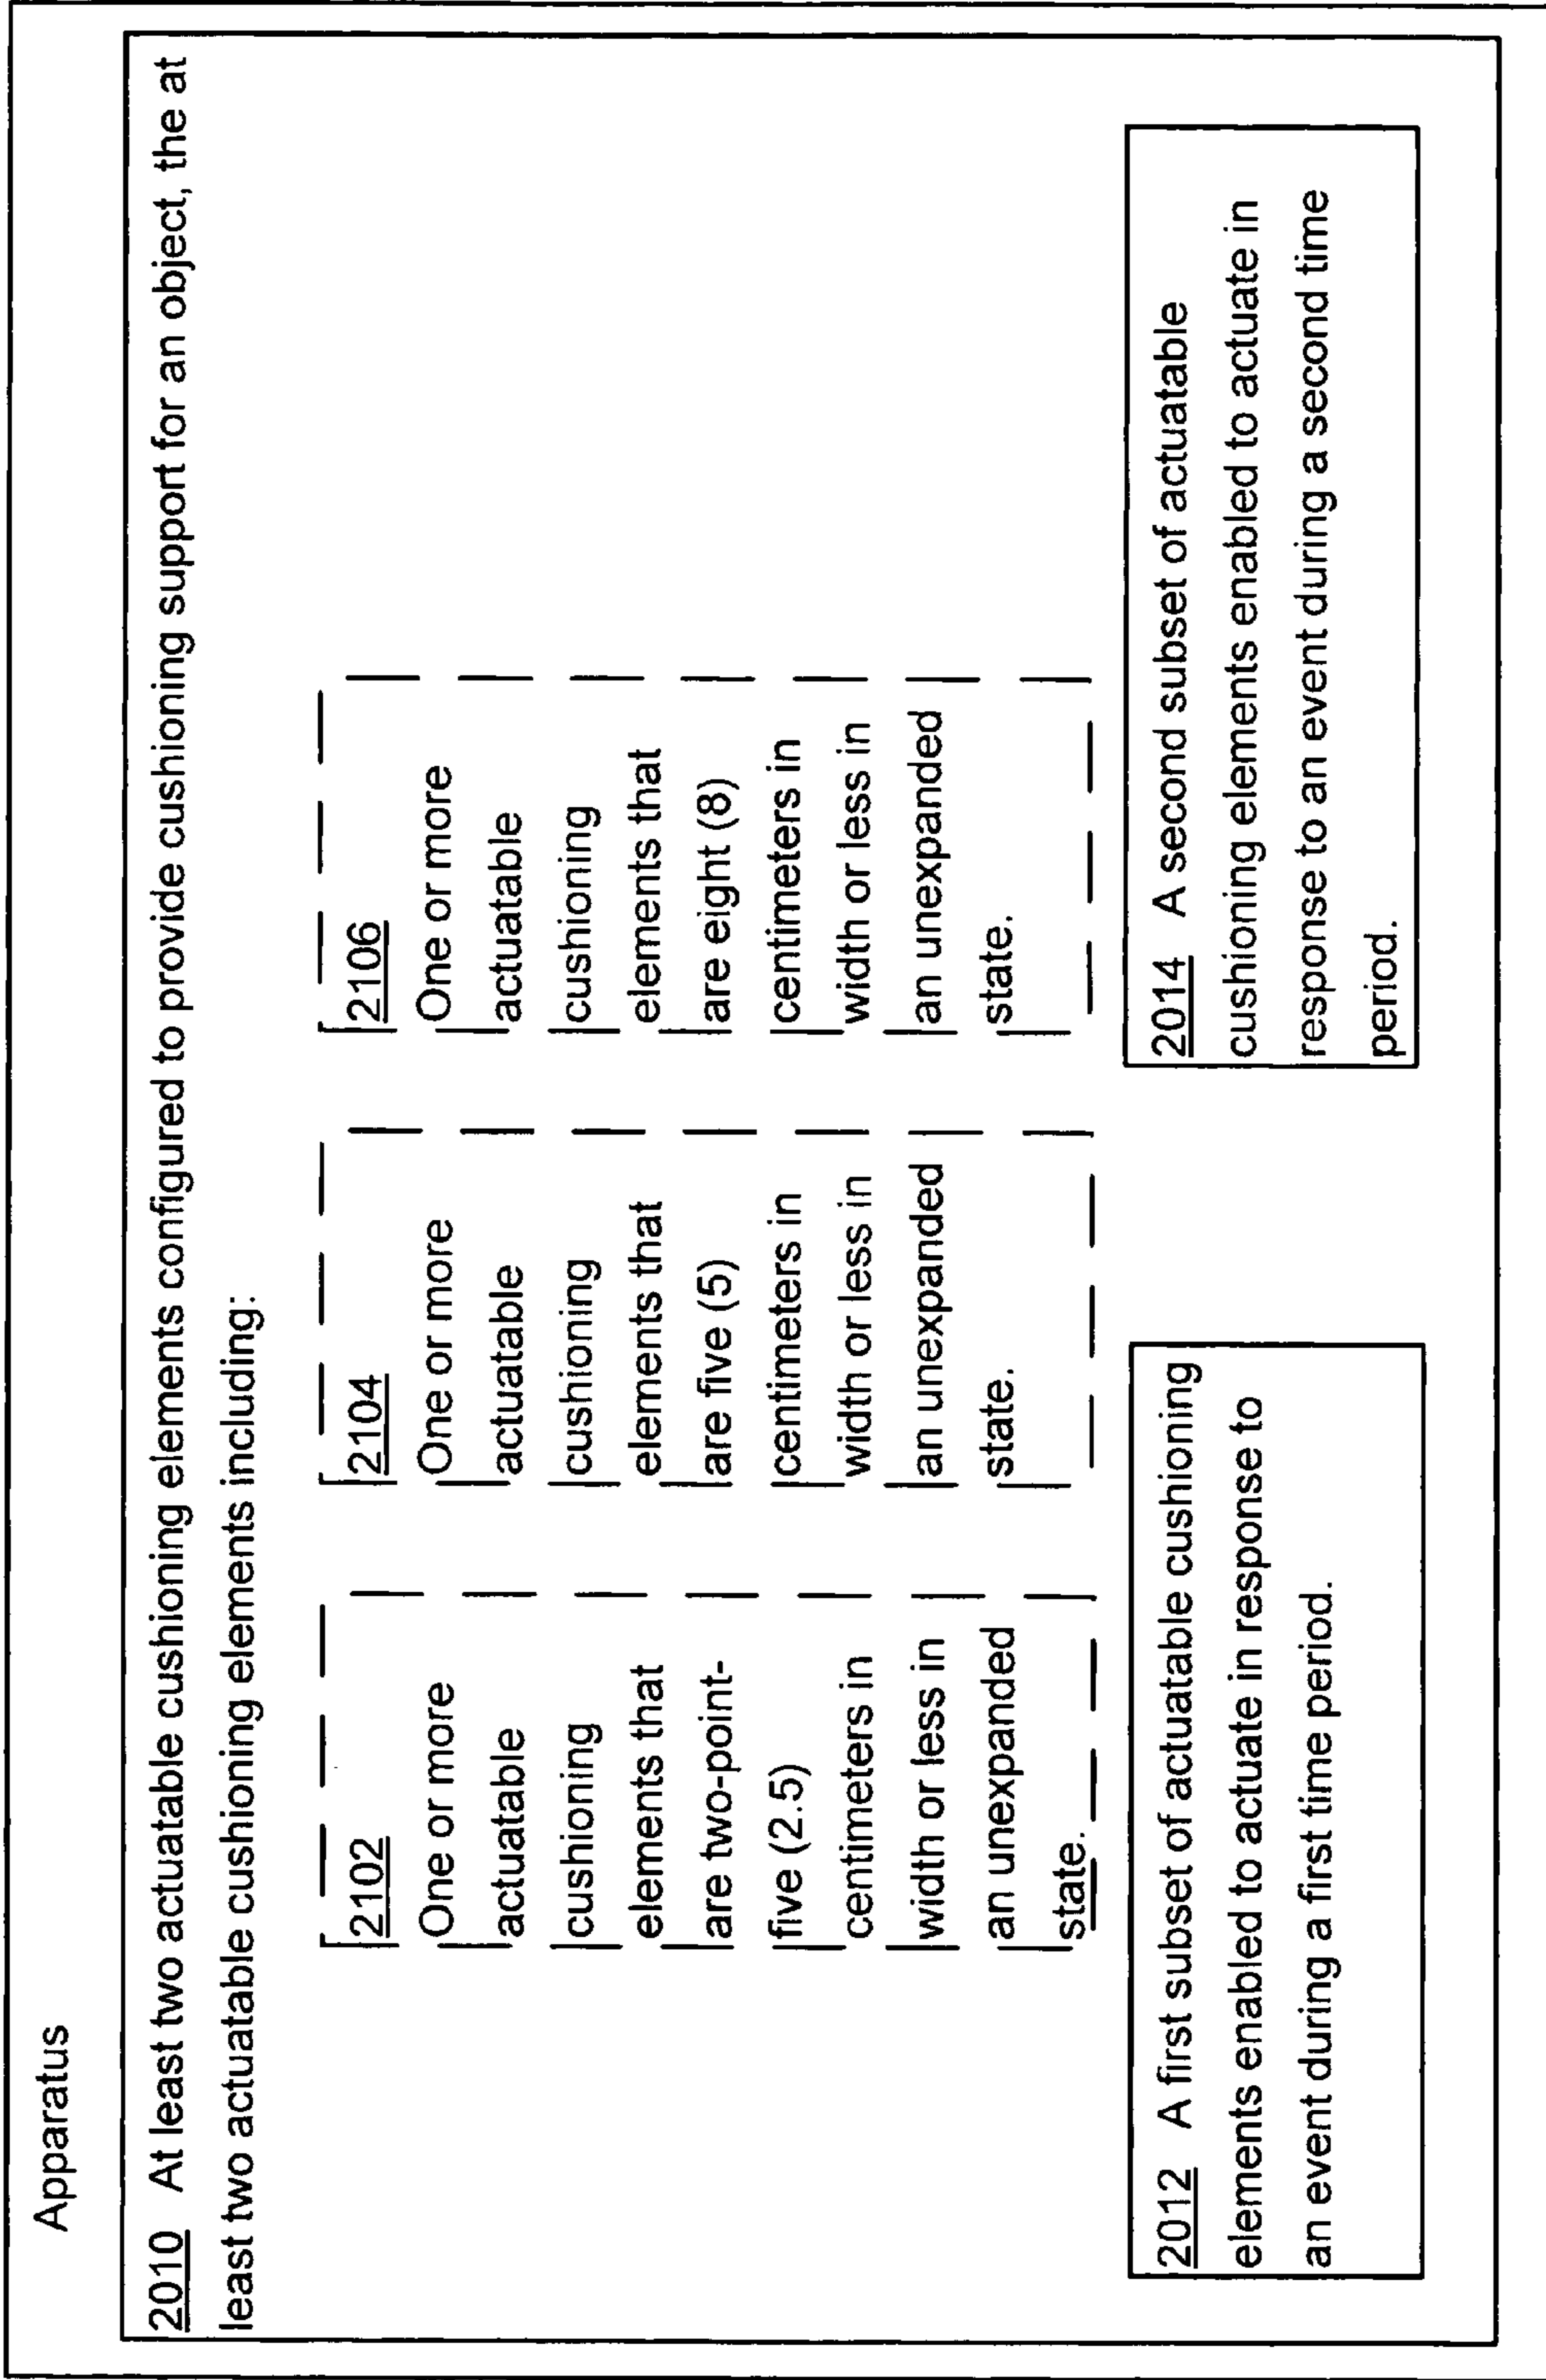 Apparatus
2010 At least two actuatable cushioning elements configured to provide cushioning support for an object, the at
least two actuatable cushioning elements including:
2102
One or more
actuatable
cushioning
elements that
are two-point-
five (2.5)
centimeters in
width or less in
an unexpanded
state.
2104
One or more
actuatable
cushioning
elements that
are five (5)
centimeters in
width or less in
an unexpanded
state.
2106
One or more
actuatable
cushioning
elements that
are eight (8)
centimeters in
width or less in
an unexpanded
state.
2012 A first subset of actuatable cushioning
elements enabled to actuate in response to
an event during a first time period.
2014 A second subset of actuatable
cushioning elements enabled to actuate in
response to an event during a second time
period.